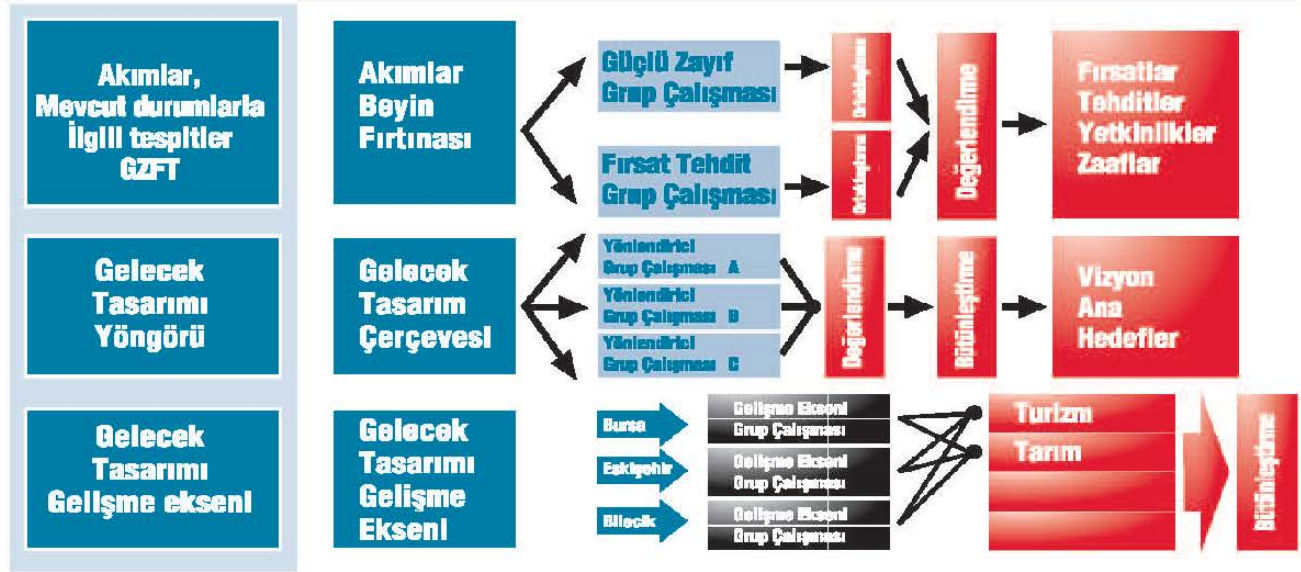 Akımlar,
Mevcut durumlarla
İlgili tespitler
GZFT
Akımlar
Beyin
Fırtınası
Güçlü Zayıf
Grup Çalışması
Fırsat Tehdit
Grup Çalışması
Ortaklaştırma
Ortaklaştırma
Değerlendirme
Fırsatlar
Tehditler
Yetkinlikler
Zaaflar
Gelecek
Tasarımı
Yöngörü
Gelecek
Tasarım
Çerçevesi
Yönlendirici
Grup Çalışması A
Yönlendirici
Grup Çalışması B
Yönlendirici
Grup Çalışması C
Değerlendirme
Bütünleştirme
Vizyon
Ana
Hedefler
Gelecek
Tasarımı
Gelişme ekseni
Gelecek
Tasarımı
Gelişme
Ekseni
Bursa
Eskişehir
Bilecik
Gelişme Ekseni
Grup Çalışması
Gelişme Ekseni
Grup Çalışması
Gelişme Ekseni
Grup Çalışması
Turizm
Tarım
Bütünleştirme